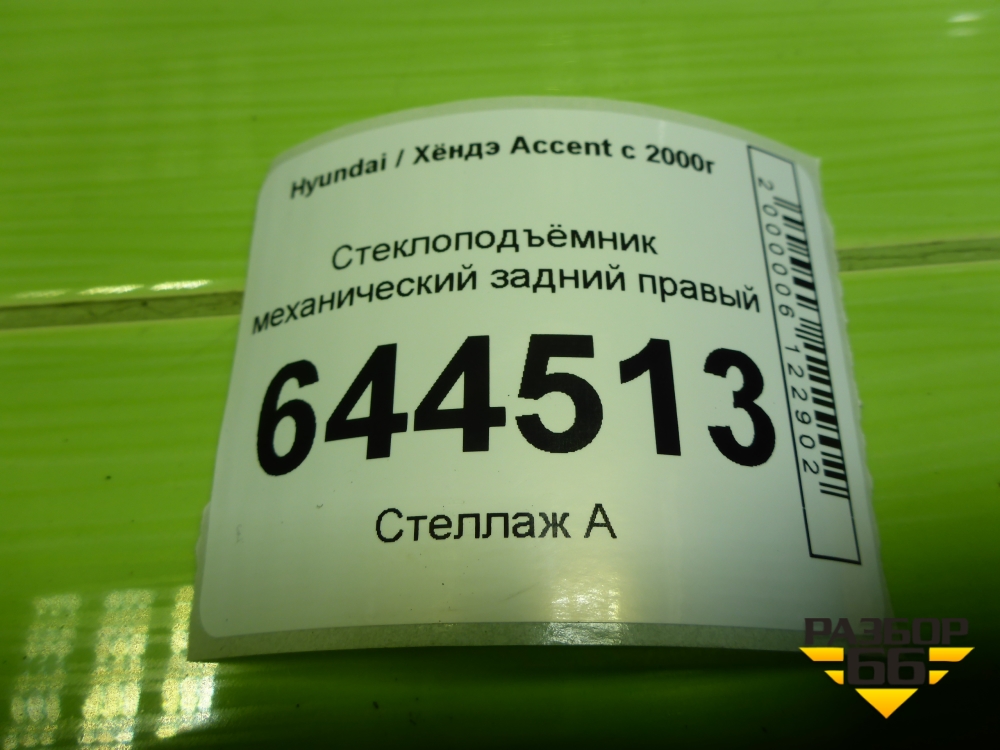 Hyundai / Хёндэ Accent с 2000г
Стеклоподъёмник
механический задний правый
644513
Стеллаж А
2000006122902
РАЗБОР
66